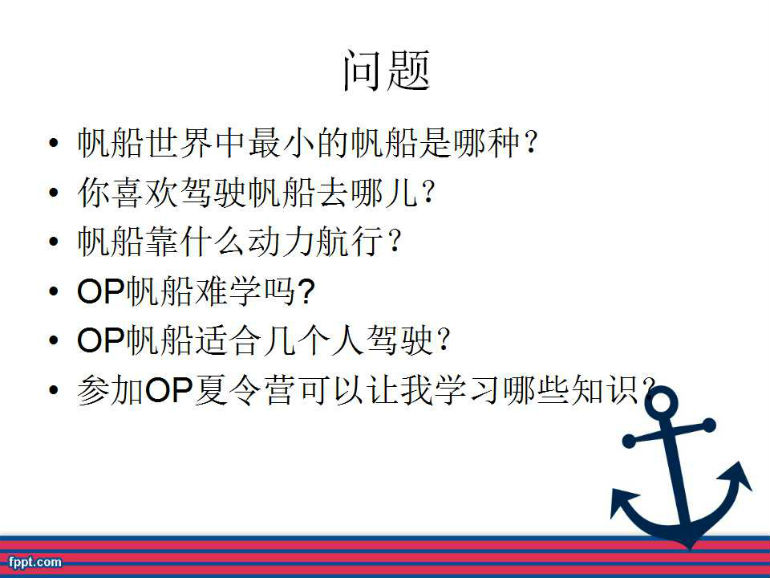 问题
• 帆船世界中最小的帆船是哪种？
• 你喜欢驾驶帆船去哪儿？
• 帆船靠什么动力航行？
• OP帆船难学吗?
• OP帆船适合几个人驾驶？
• 参加OP夏令营可以让我学习哪些知识？
fppt.com